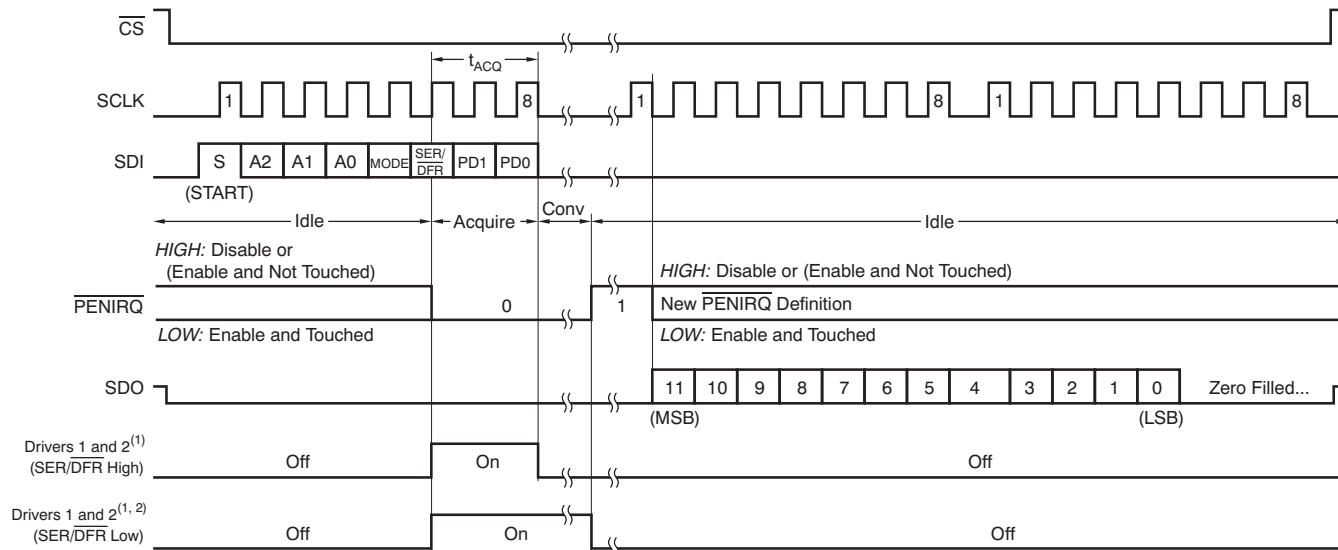 CS
tACQ
SCLK 1 8 1 8 1 8
SDI S A2 A1 A0 MODE SER/DFR PD1 PD0
(START)
Idle Acquire Conv Idle
HIGH: Disable or
(Enable and Not Touched)
HIGH: Disable or (Enable and Not Touched)
PENIRQ 0 1 New PENIRQ Definition
LOW: Enable and Touched LOW: Enable and Touched
SDO 11 10 9 8 7 6 5 4 3 2 1 0 Zero Filled...
(MSB) (LSB)
Drivers 1 and 2(1)
(SER/DFR High) Off On Off
Drivers 1 and 2(1, 2)
(SER/DFR Low) Off On Off